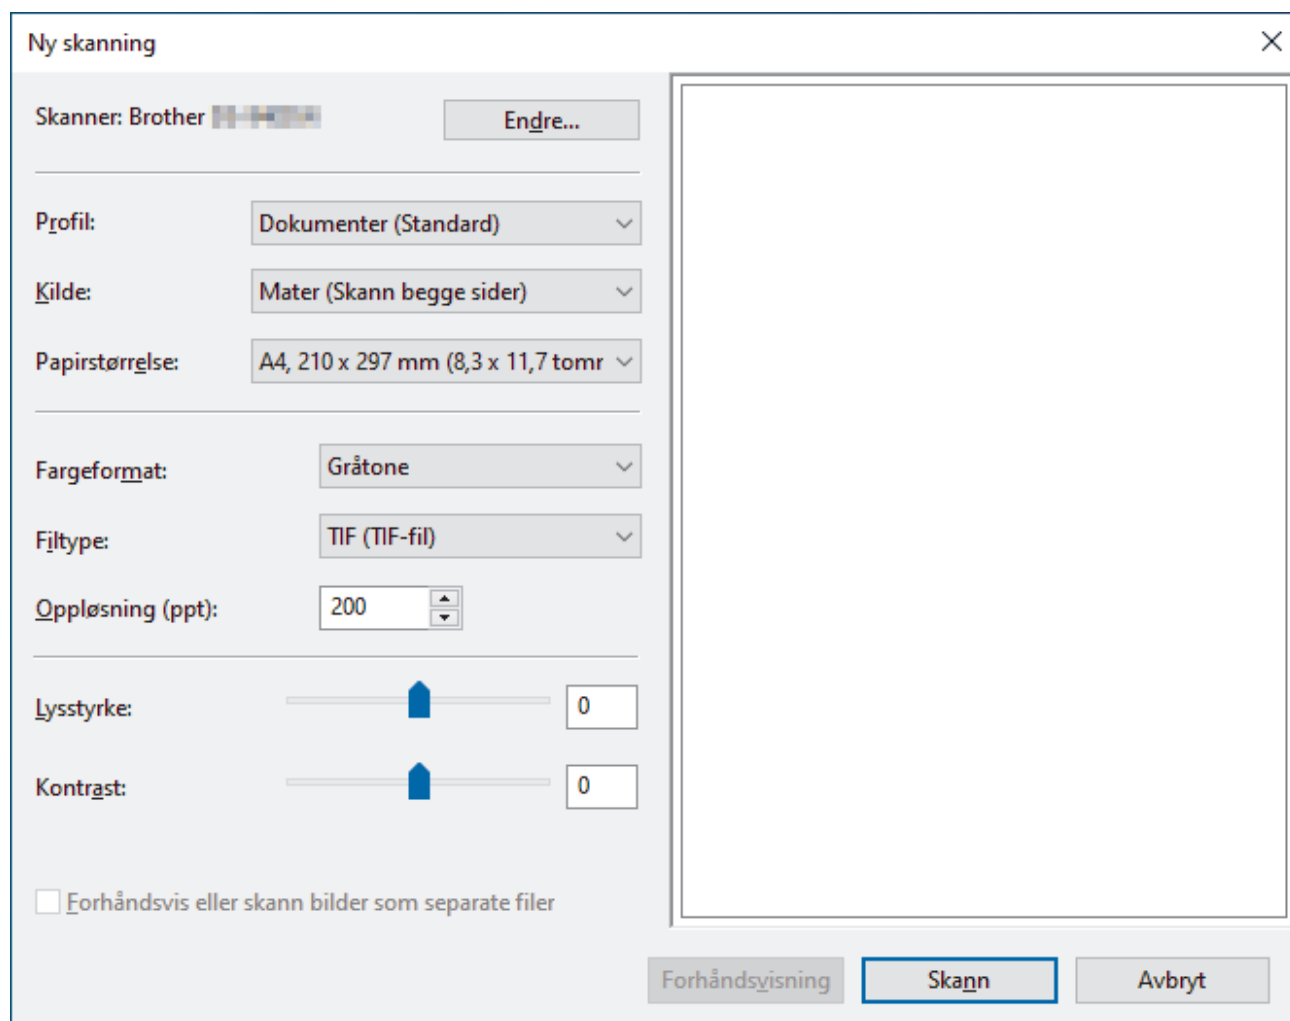 Ny skanning
Skanner: Brother
Endre...
Profil: Dokumenter (Standard)
Kilde: Mater (Skann begge sider)
Papirstørrelse: A4, 210 x 297 mm (8,3 x 11,7 tomr
Fargeformat: Gråtone
Filtype: TIF (TIF-fil)
Oppløsning (ppt): 200
Lysstyrke: 0
Kontrast: 0
Forhåndsvis eller skann bilder som separate filer
Forhåndsvisning Skann Avbryt